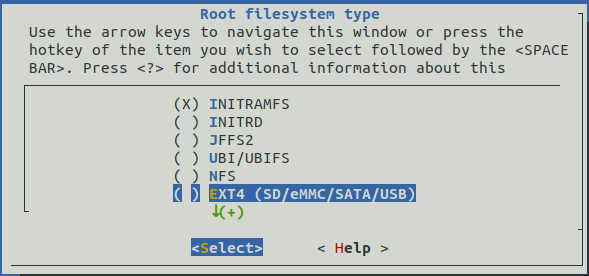 Root filesystem type
Use the arrow keys to navigate this window or press the
hotkey of the item you wish to select followed by the <SPACE
BAR>. Press <?> for additional information about this
(X) INITRAMFS
( ) INITRD
( ) JFFS2
( ) UBI/UBIFS
( ) NFS
( ) EXT4 (SD/eMMC/SATA/USB)
↓(+)
<Select> < Help >